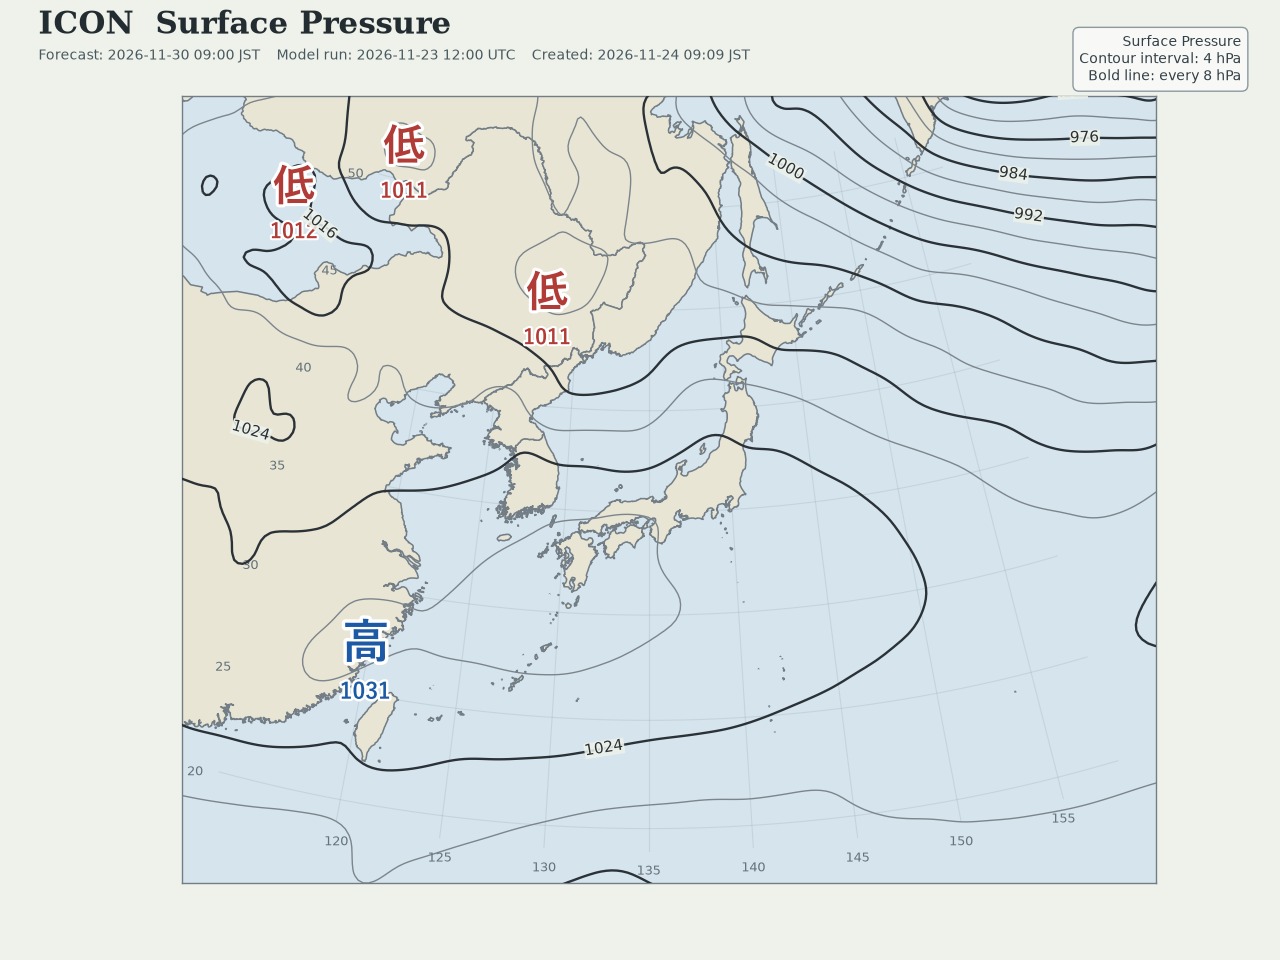 ICON  Surface Pressure
Forecast: 2026-11-30 09:00 JST    Model run: 2026-11-23 12:00 UTC    Created: 2026-11-24 09:09 JST
Surface Pressure
Contour interval: 4 hPa
Bold line: every 8 hPa
976
低
1000
984
50
低
1011
992
1012
1016
45
低
1011
40
1024
35
30
高
25
1031
1024
20
155
120
150
125
145
130
140
135